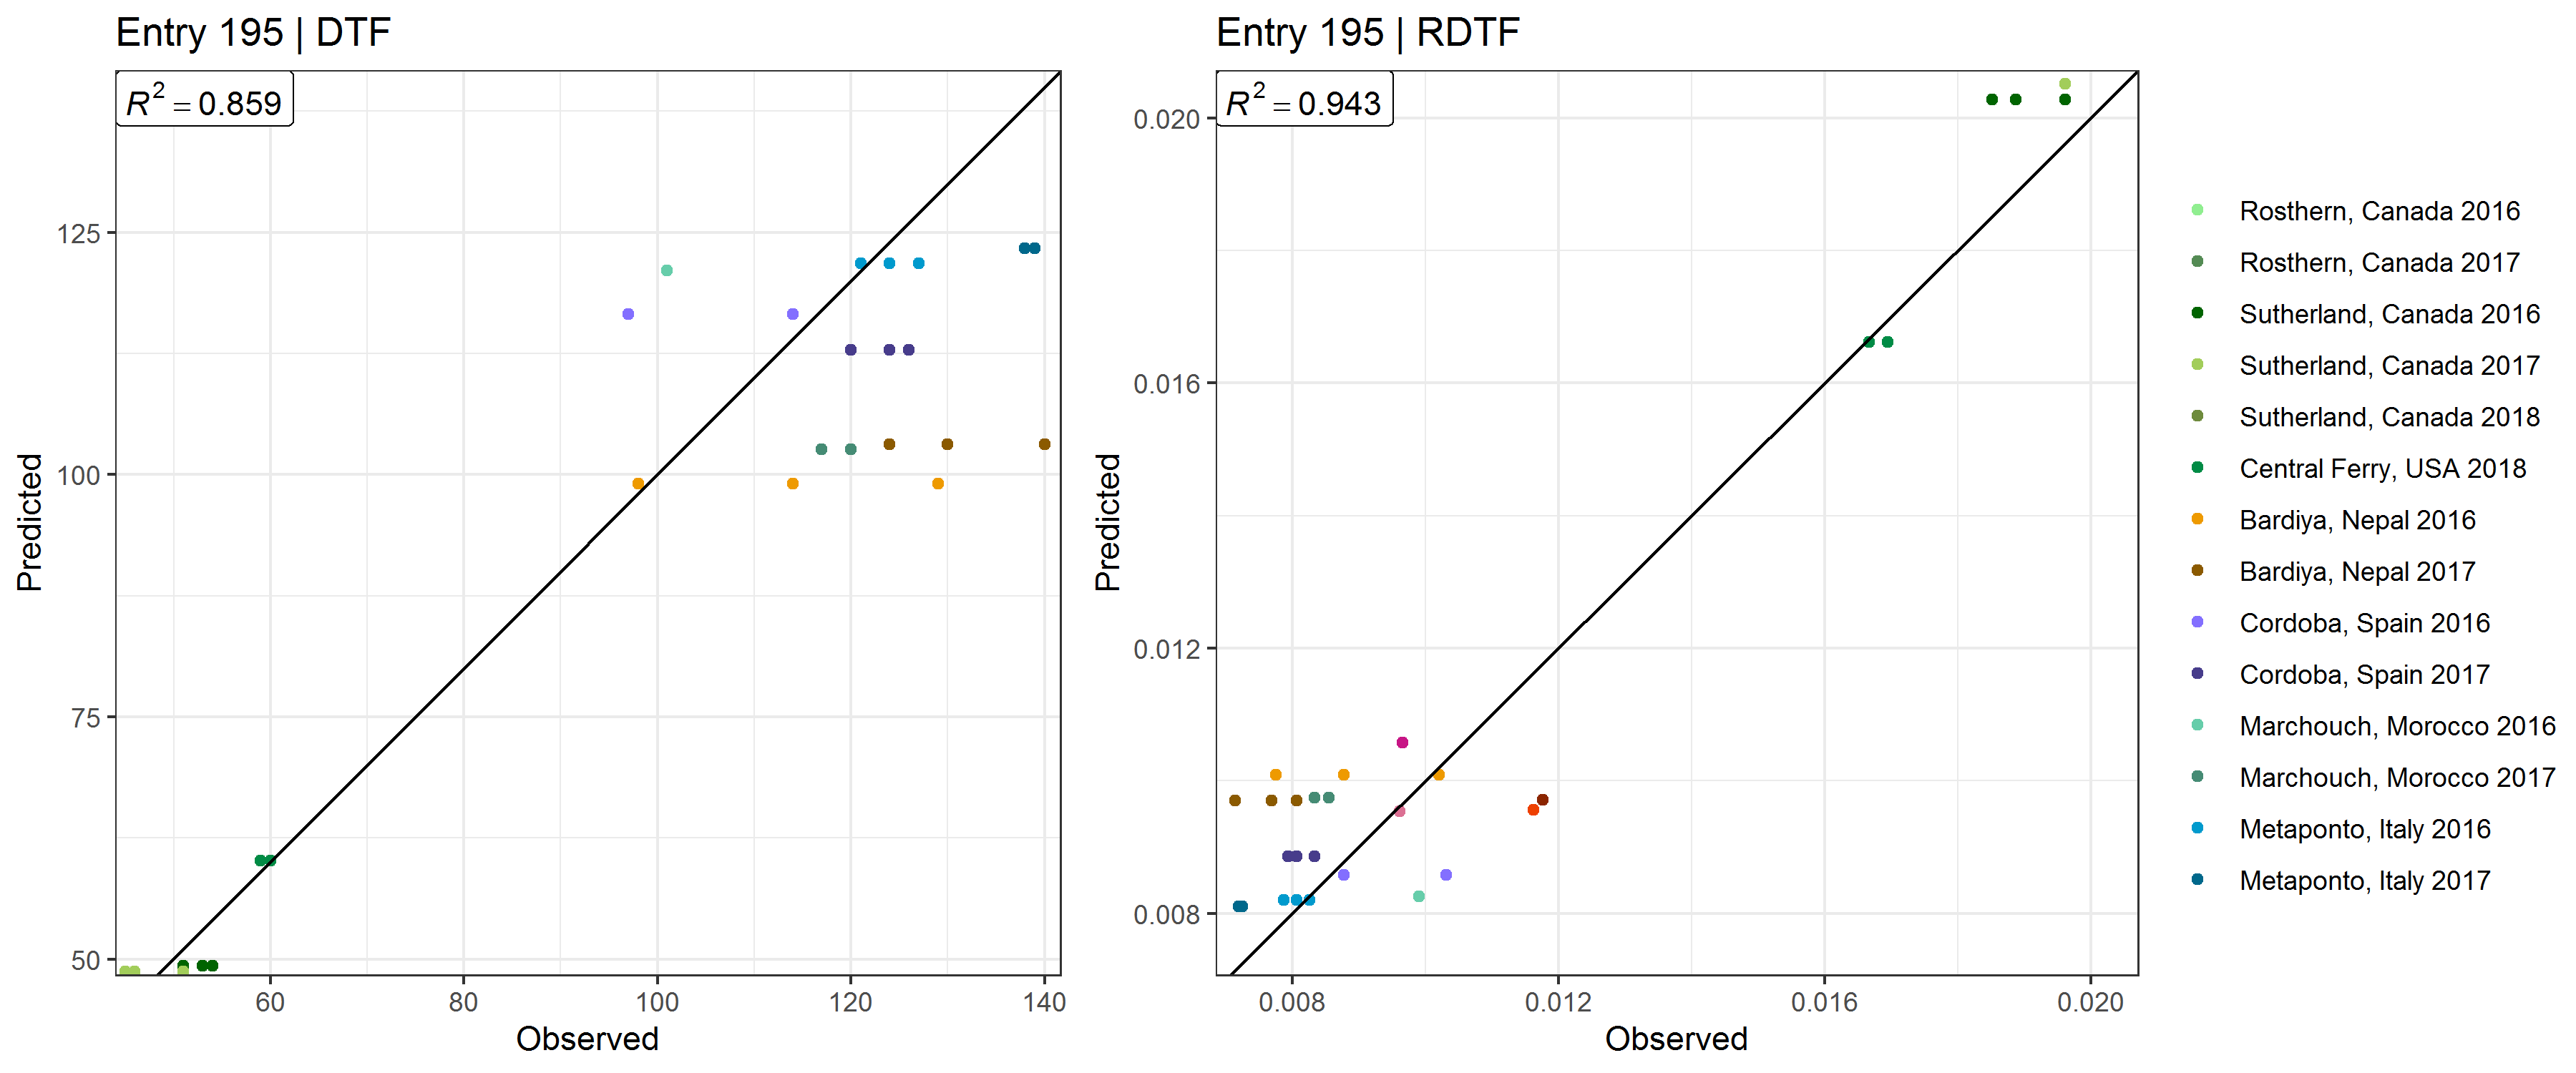 Entry 195 | DTF
R² = 0.859
125
100
75
50
Predicted
60 80 100 120 140
Observed
Entry 195 | RDTF
R² = 0.943
0.020
0.016
0.012
0.008
Predicted
0.008 0.012 0.016 0.020
Observed
Rosthern, Canada 2016
Rosthern, Canada 2017
Sutherland, Canada 2016
Sutherland, Canada 2017
Sutherland, Canada 2018
Central Ferry, USA 2018
Bardiya, Nepal 2016
Bardiya, Nepal 2017
Cordoba, Spain 2016
Cordoba, Spain 2017
Marchouch, Morocco 2016
Marchouch, Morocco 2017
Metaponto, Italy 2016
Metaponto, Italy 2017